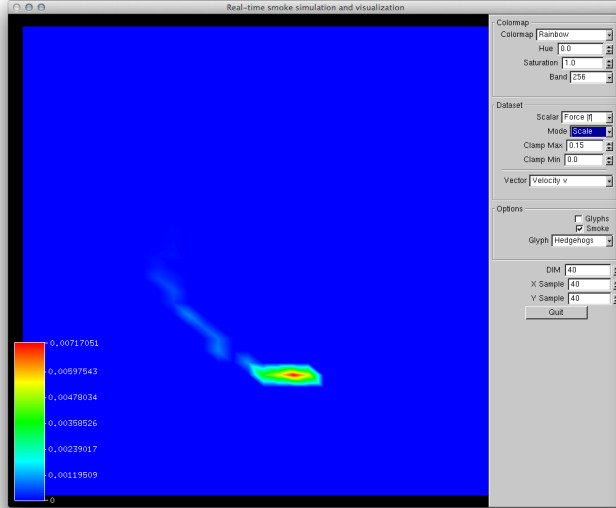 Real-time smoke simulation and visualization
Colormap
Colormap Rainbow
Hue 0.0
Saturation 1.0
Band 256
Dataset
Scalar Force |f|
Mode Scale
Clamp Max 0.15
Clamp Min 0.0
Vector Velocity v
Options
Glyphs
Smoke
Glyph Hedgehogs
DIM 40
X Sample 40
Y Sample 40
Quit
0.00717051
0.00597543
0.00478034
0.00358526
0.00239017
0.00119509
0